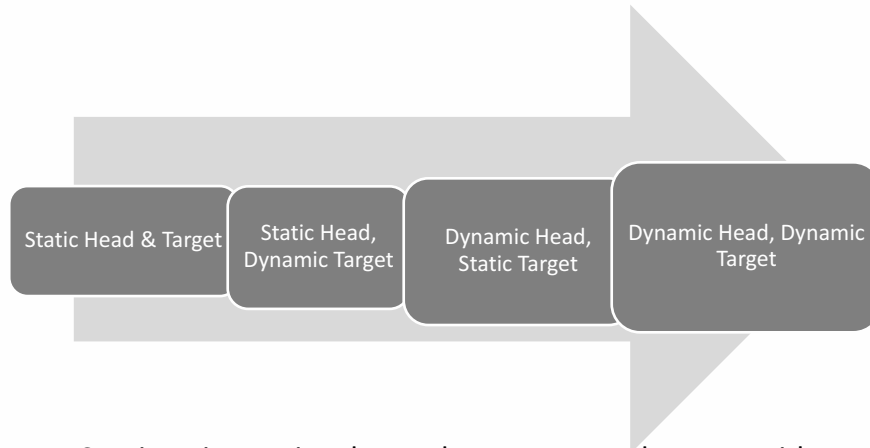 Static Head & Target
Static Head,
Dynamic Target
Dynamic Head,
Static Target
Dynamic Head, Dynamic
Target